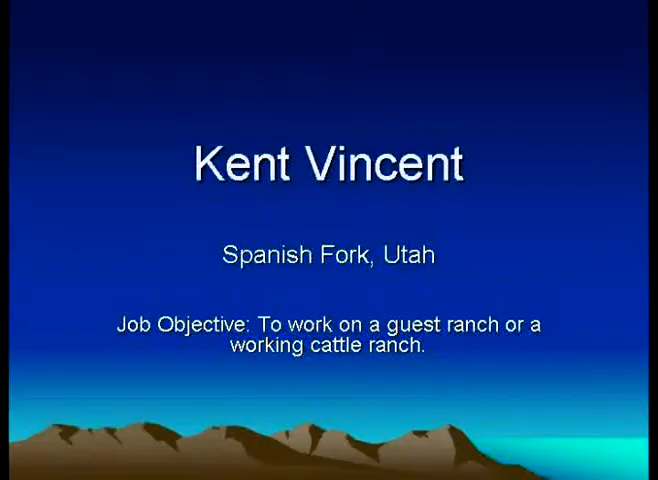 Kent Vincent
Spanish Fork, Utah
Job Objective: To work on a guest ranch or a
working cattle ranch.